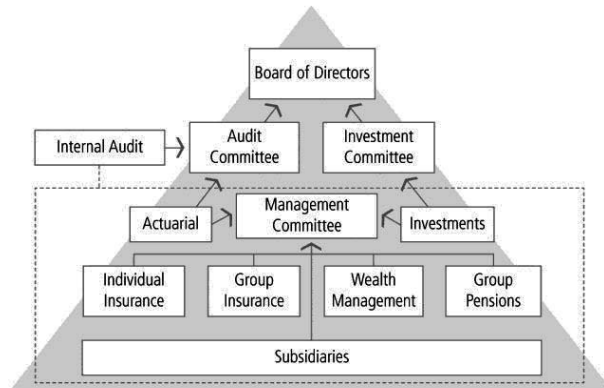 Board of Directors
Internal Audit
Audit
Committee
Investment
Committee
Actuarial
Management
Committee
Investments
Individual
Insurance
Group
Insurance
Wealth
Management
Group
Pensions
Subsidiaries